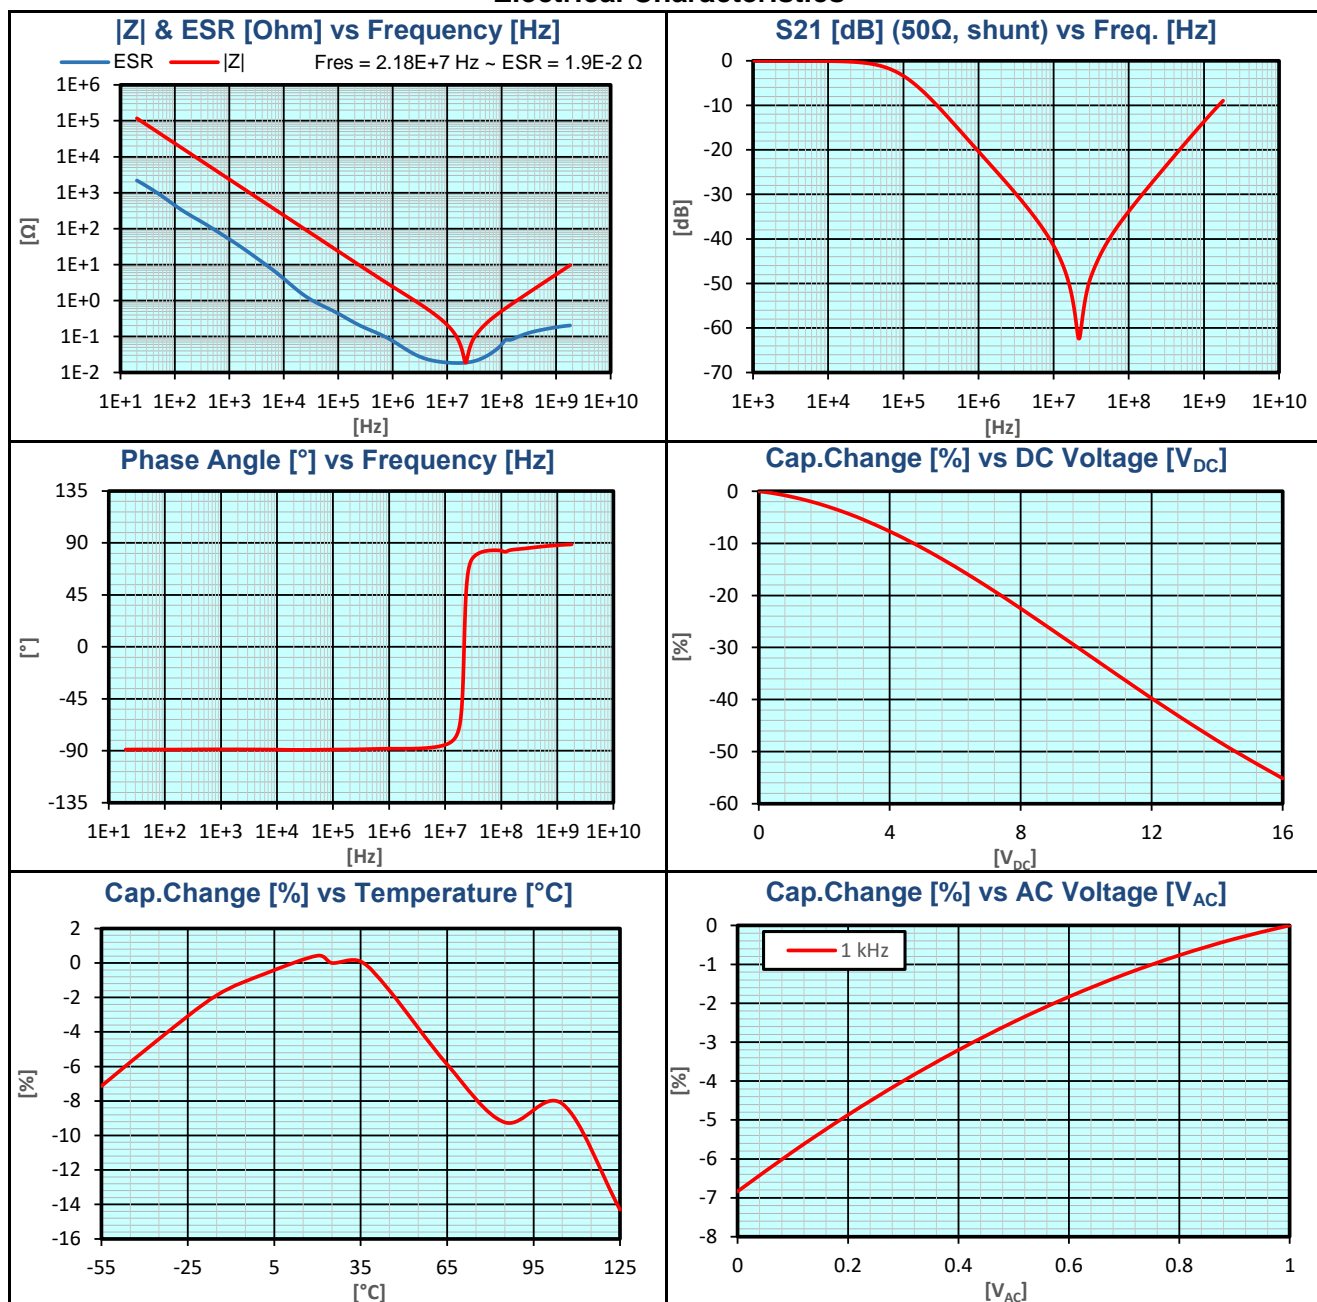 |Z| & ESR [Ohm] vs Frequency [Hz]
ESR |Z| Fres = 2.18E+7 Hz ~ ESR = 1.9E-2 Ω
1E+6
1E+5
1E+4
1E+3
1E+2
1E+1
1E+0
1E-1
1E-2
[Ω]
1E+1 1E+2 1E+3 1E+4 1E+5 1E+6 1E+7 1E+8 1E+9 1E+10
[Hz]
S21 [dB] (50Ω, shunt) vs Freq. [Hz]
0
-10
-20
-30
-40
-50
-60
-70
[dB]
1E+3 1E+4 1E+5 1E+6 1E+7 1E+8 1E+9 1E+10
[Hz]
Phase Angle [°] vs Frequency [Hz]
135
90
45
0
-45
-90
-135
[°]
1E+1 1E+2 1E+3 1E+4 1E+5 1E+6 1E+7 1E+8 1E+9 1E+10
[Hz]
Cap.Change [%] vs DC Voltage [VDC]
0
-10
-20
-30
-40
-50
-60
[%]
0 4 8 12 16
[VDC]
Cap.Change [%] vs Temperature [°C]
2
0
-2
-4
-6
-8
-10
-12
-14
-16
[%]
-55 -25 5 35 65 95 125
[°C]
Cap.Change [%] vs AC Voltage [VAC]
1 kHz
0
-1
-2
-3
-4
-5
-6
-7
-8
[%]
0 0.2 0.4 0.6 0.8 1
[VAC]